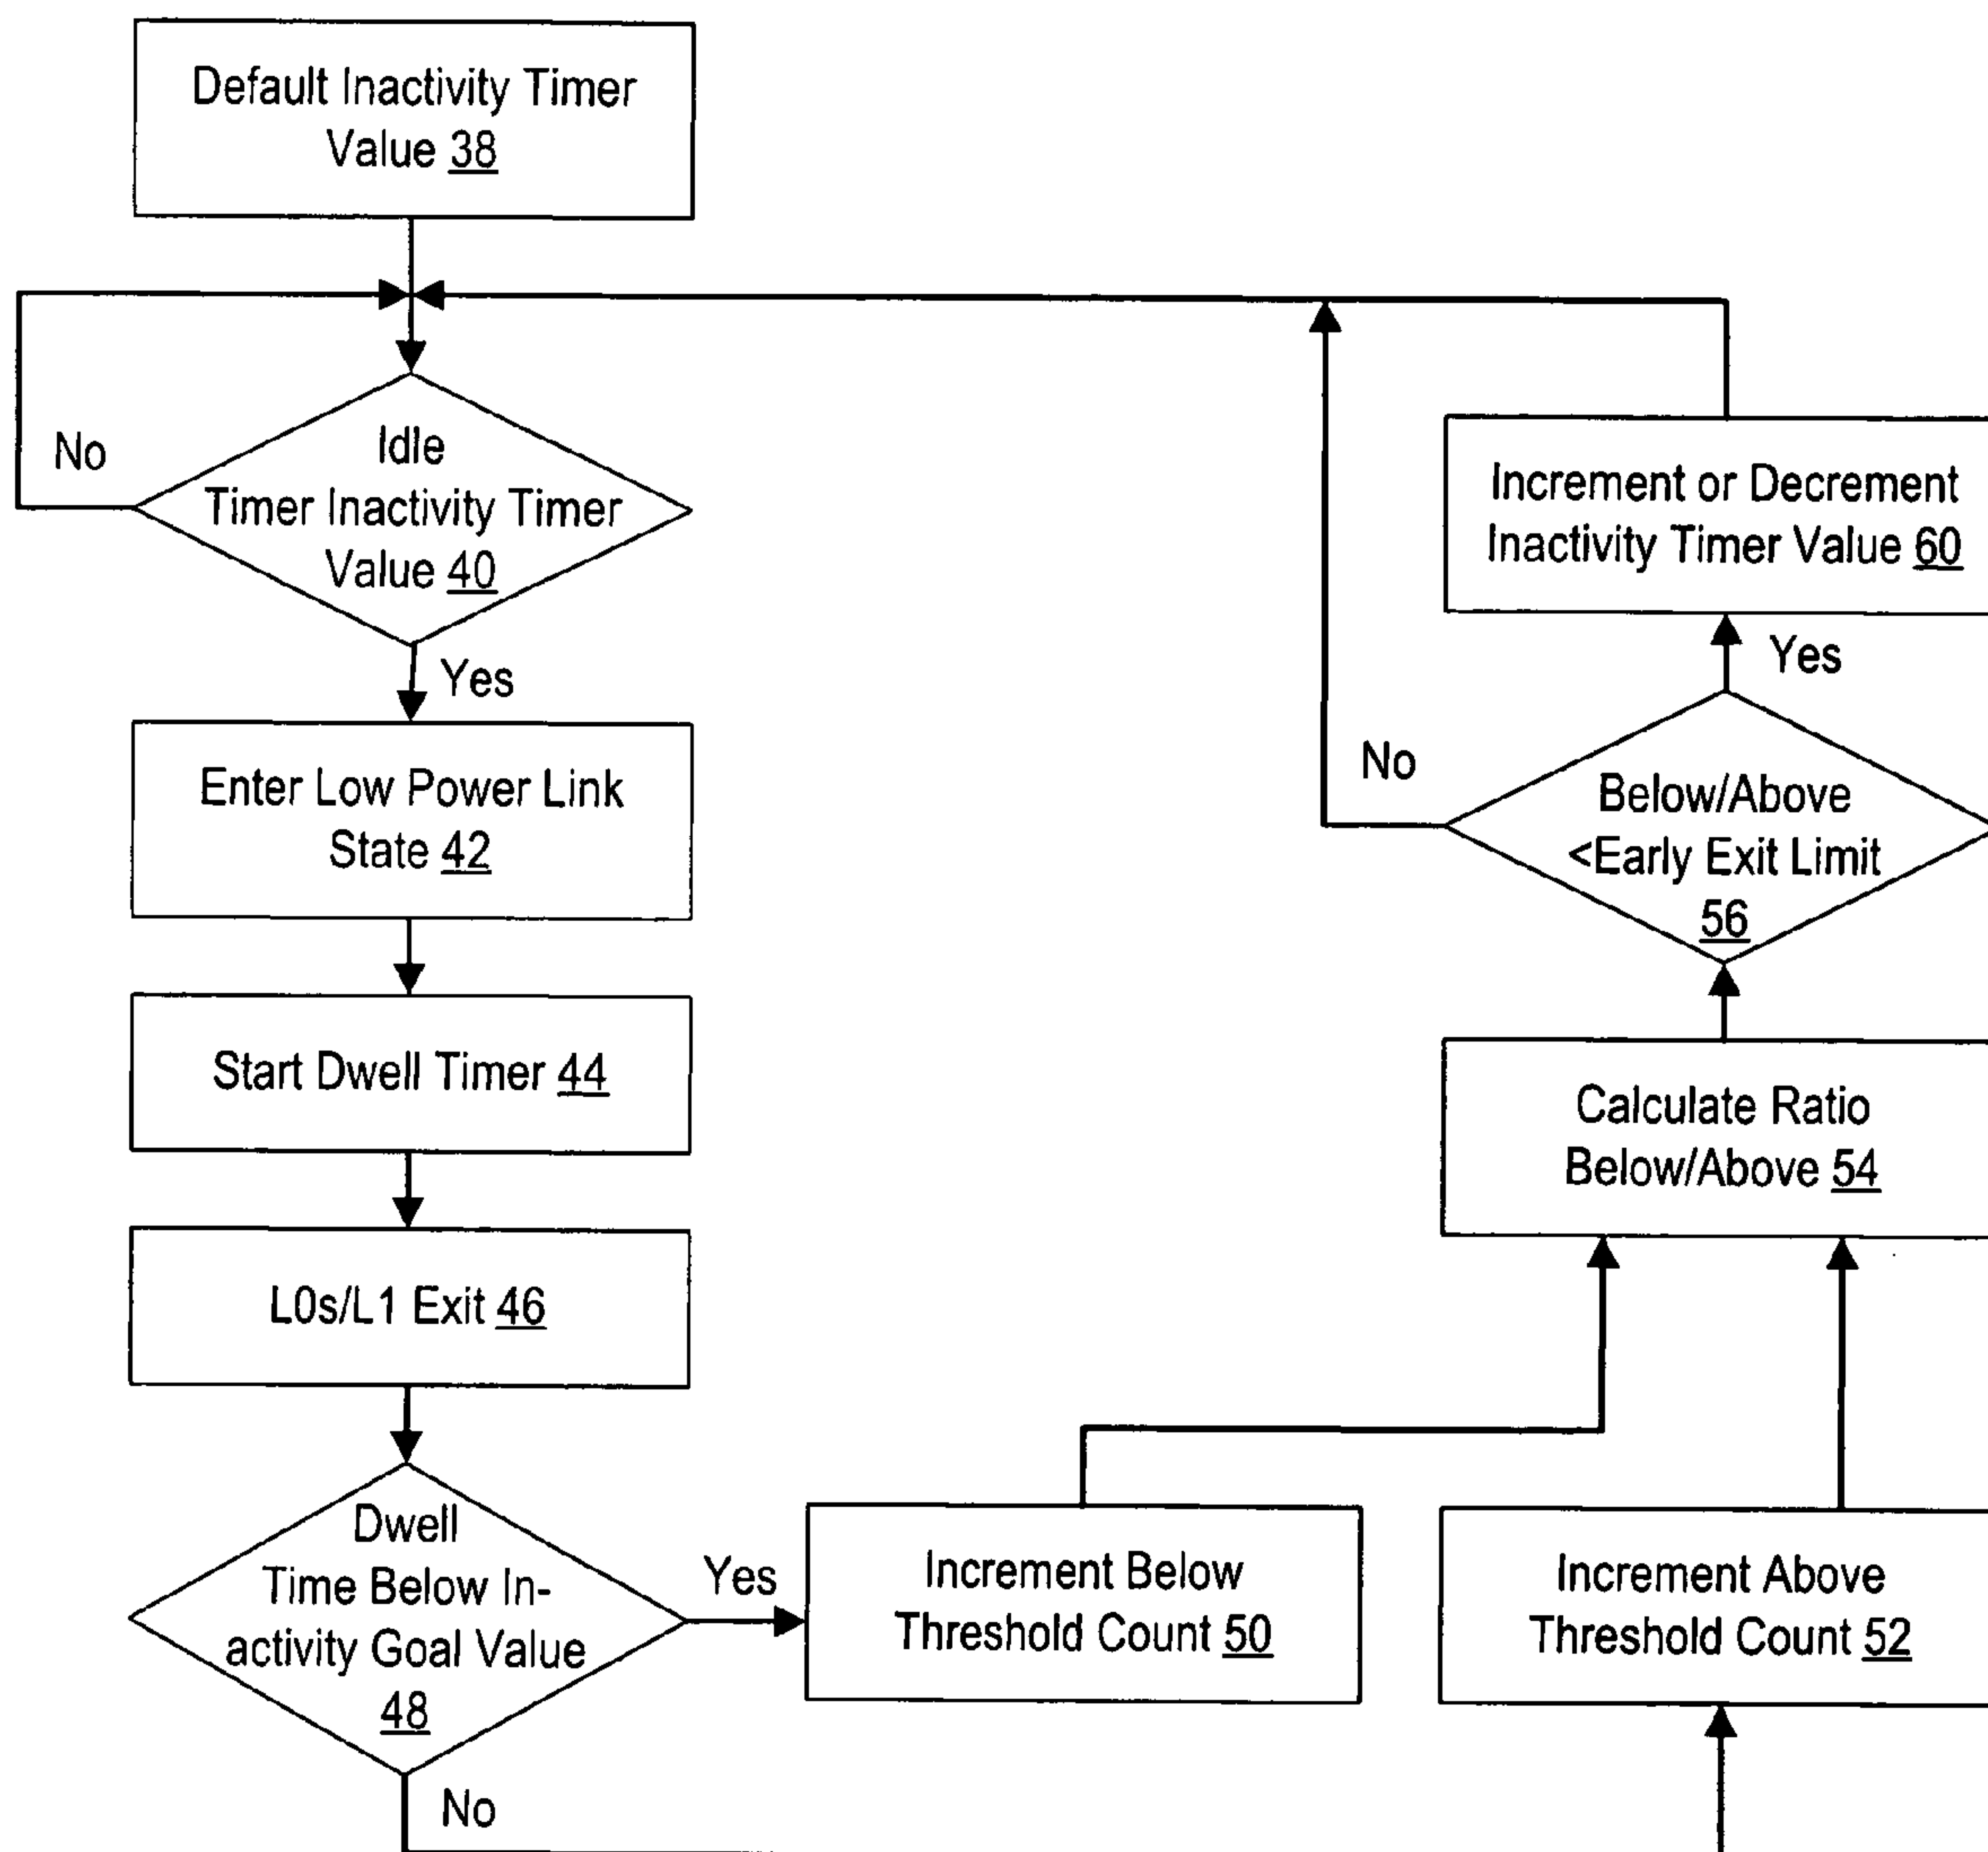 Default Inactivity Timer
Value 38
No
Idle
Timer Inactivity Timer
Value 40
Yes
Enter Low Power Link
State 42
Start Dwell Timer 44
L0s/L1 Exit 46
Dwell
Time Below In-
activity Goal Value
48
Yes
No
Increment Below
Threshold Count 50
Increment Above
Threshold Count 52
Calculate Ratio
Below/Above 54
Below/Above
<Early Exit Limit
56
No
Yes
Increment or Decrement
Inactivity Timer Value 60